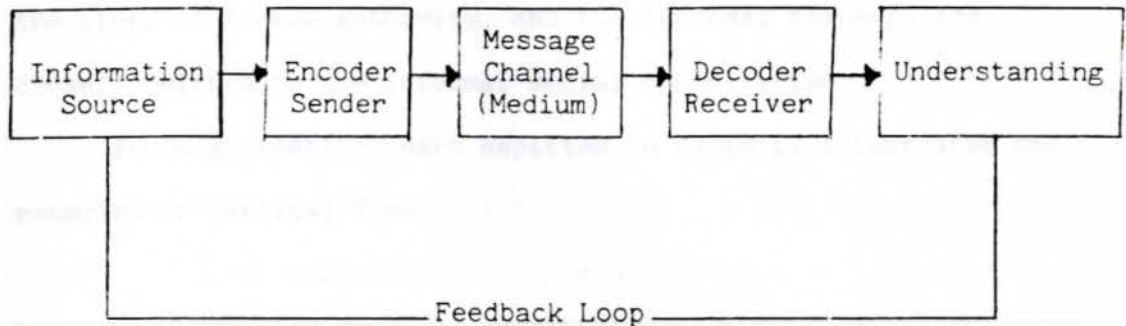 Information
Source
Encoder
Sender
Message
Channel
(Medium)
Decoder
Receiver
Understanding
Feedback Loop